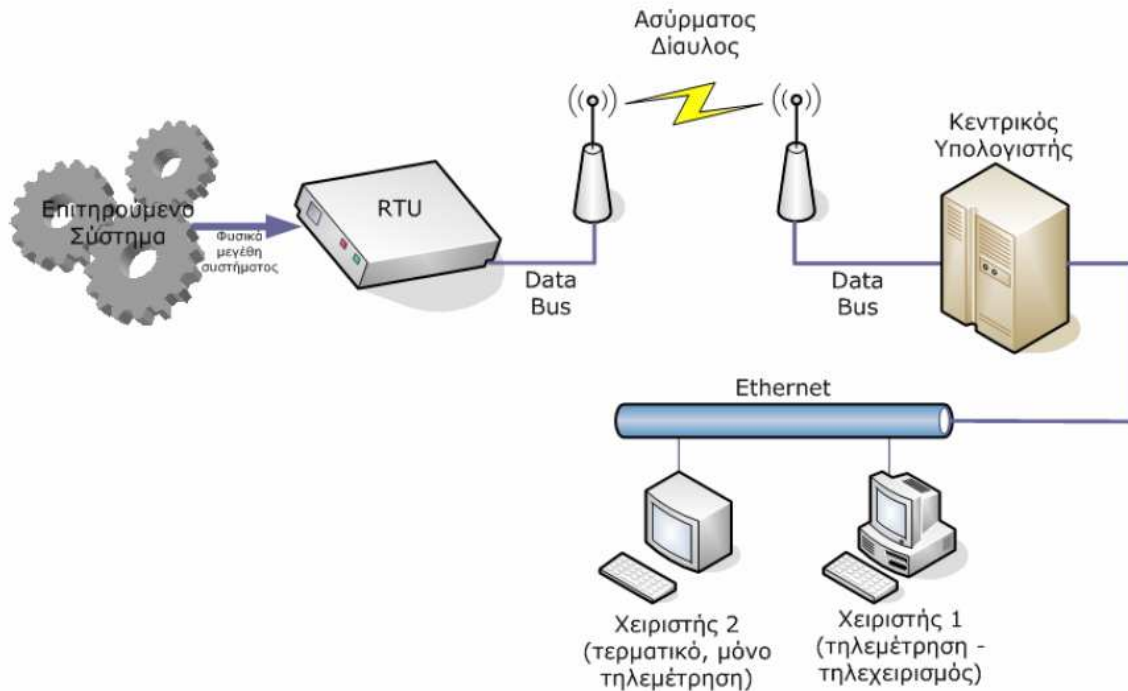 Ασύρματος
Δίαυλος
Κεντρικός
Υπολογιστής
Επιτηρούμενο
Σύστημα
Φυσικά
μεγέθη
συστήματος
RTU
Data
Bus
Data
Bus
Ethernet
Χειριστής 2
(τερματικό, μόνο
τηλεμέτρηση)
Χειριστής 1
(τηλεμέτρηση -
τηλεχειρισμός)